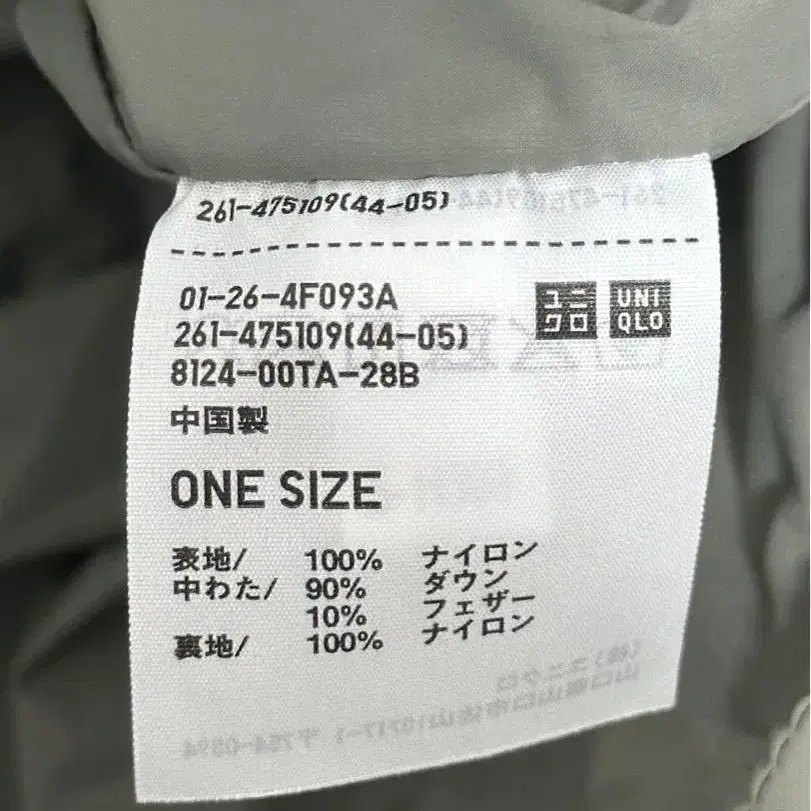 261-475109(44-05)
01-26-4F093A
261-475109(44-05)
8124-00TA-28B
ユニ
クロ
UNI
QLO
中国製
ONE SIZE
表地/ 100% ナイロン
中わた/ 90% ダウン
10% フェザー
裏地/ 100% ナイロン